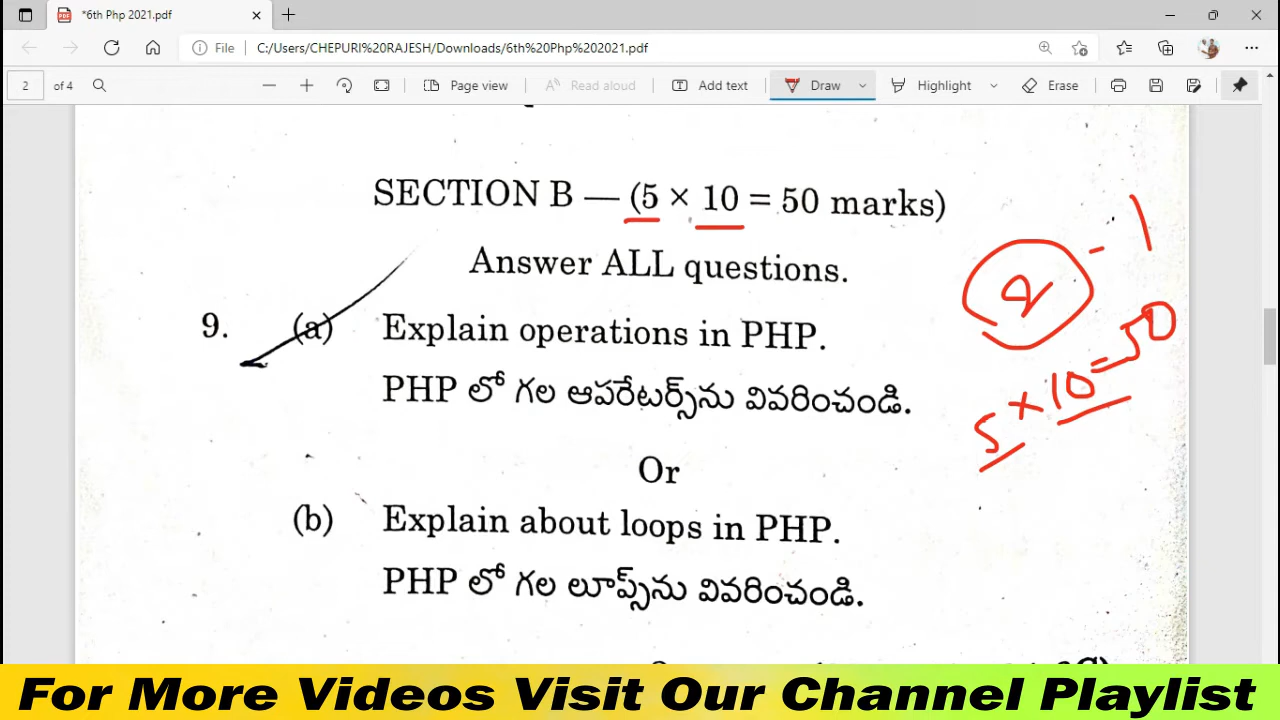 *6th Php 2021.pdf
File C:/Users/CHEPURI%20RAJESH/Downloads/6th%20Php%202021.pdf
2 of 4 Page view Read aloud Add text Draw Highlight Erase
SECTION B — (5 × 10 = 50 marks)
Answer ALL questions.
9. (a) Explain operations in PHP.
PHP లో గల ఆపరేటర్స్‌ను వివరించండి.
Or
(b) Explain about loops in PHP.
PHP లో గల లూప్స్‌ను వివరించండి.
2 - 1
5 × 10 = 50
For More Videos Visit Our Channel Playlist